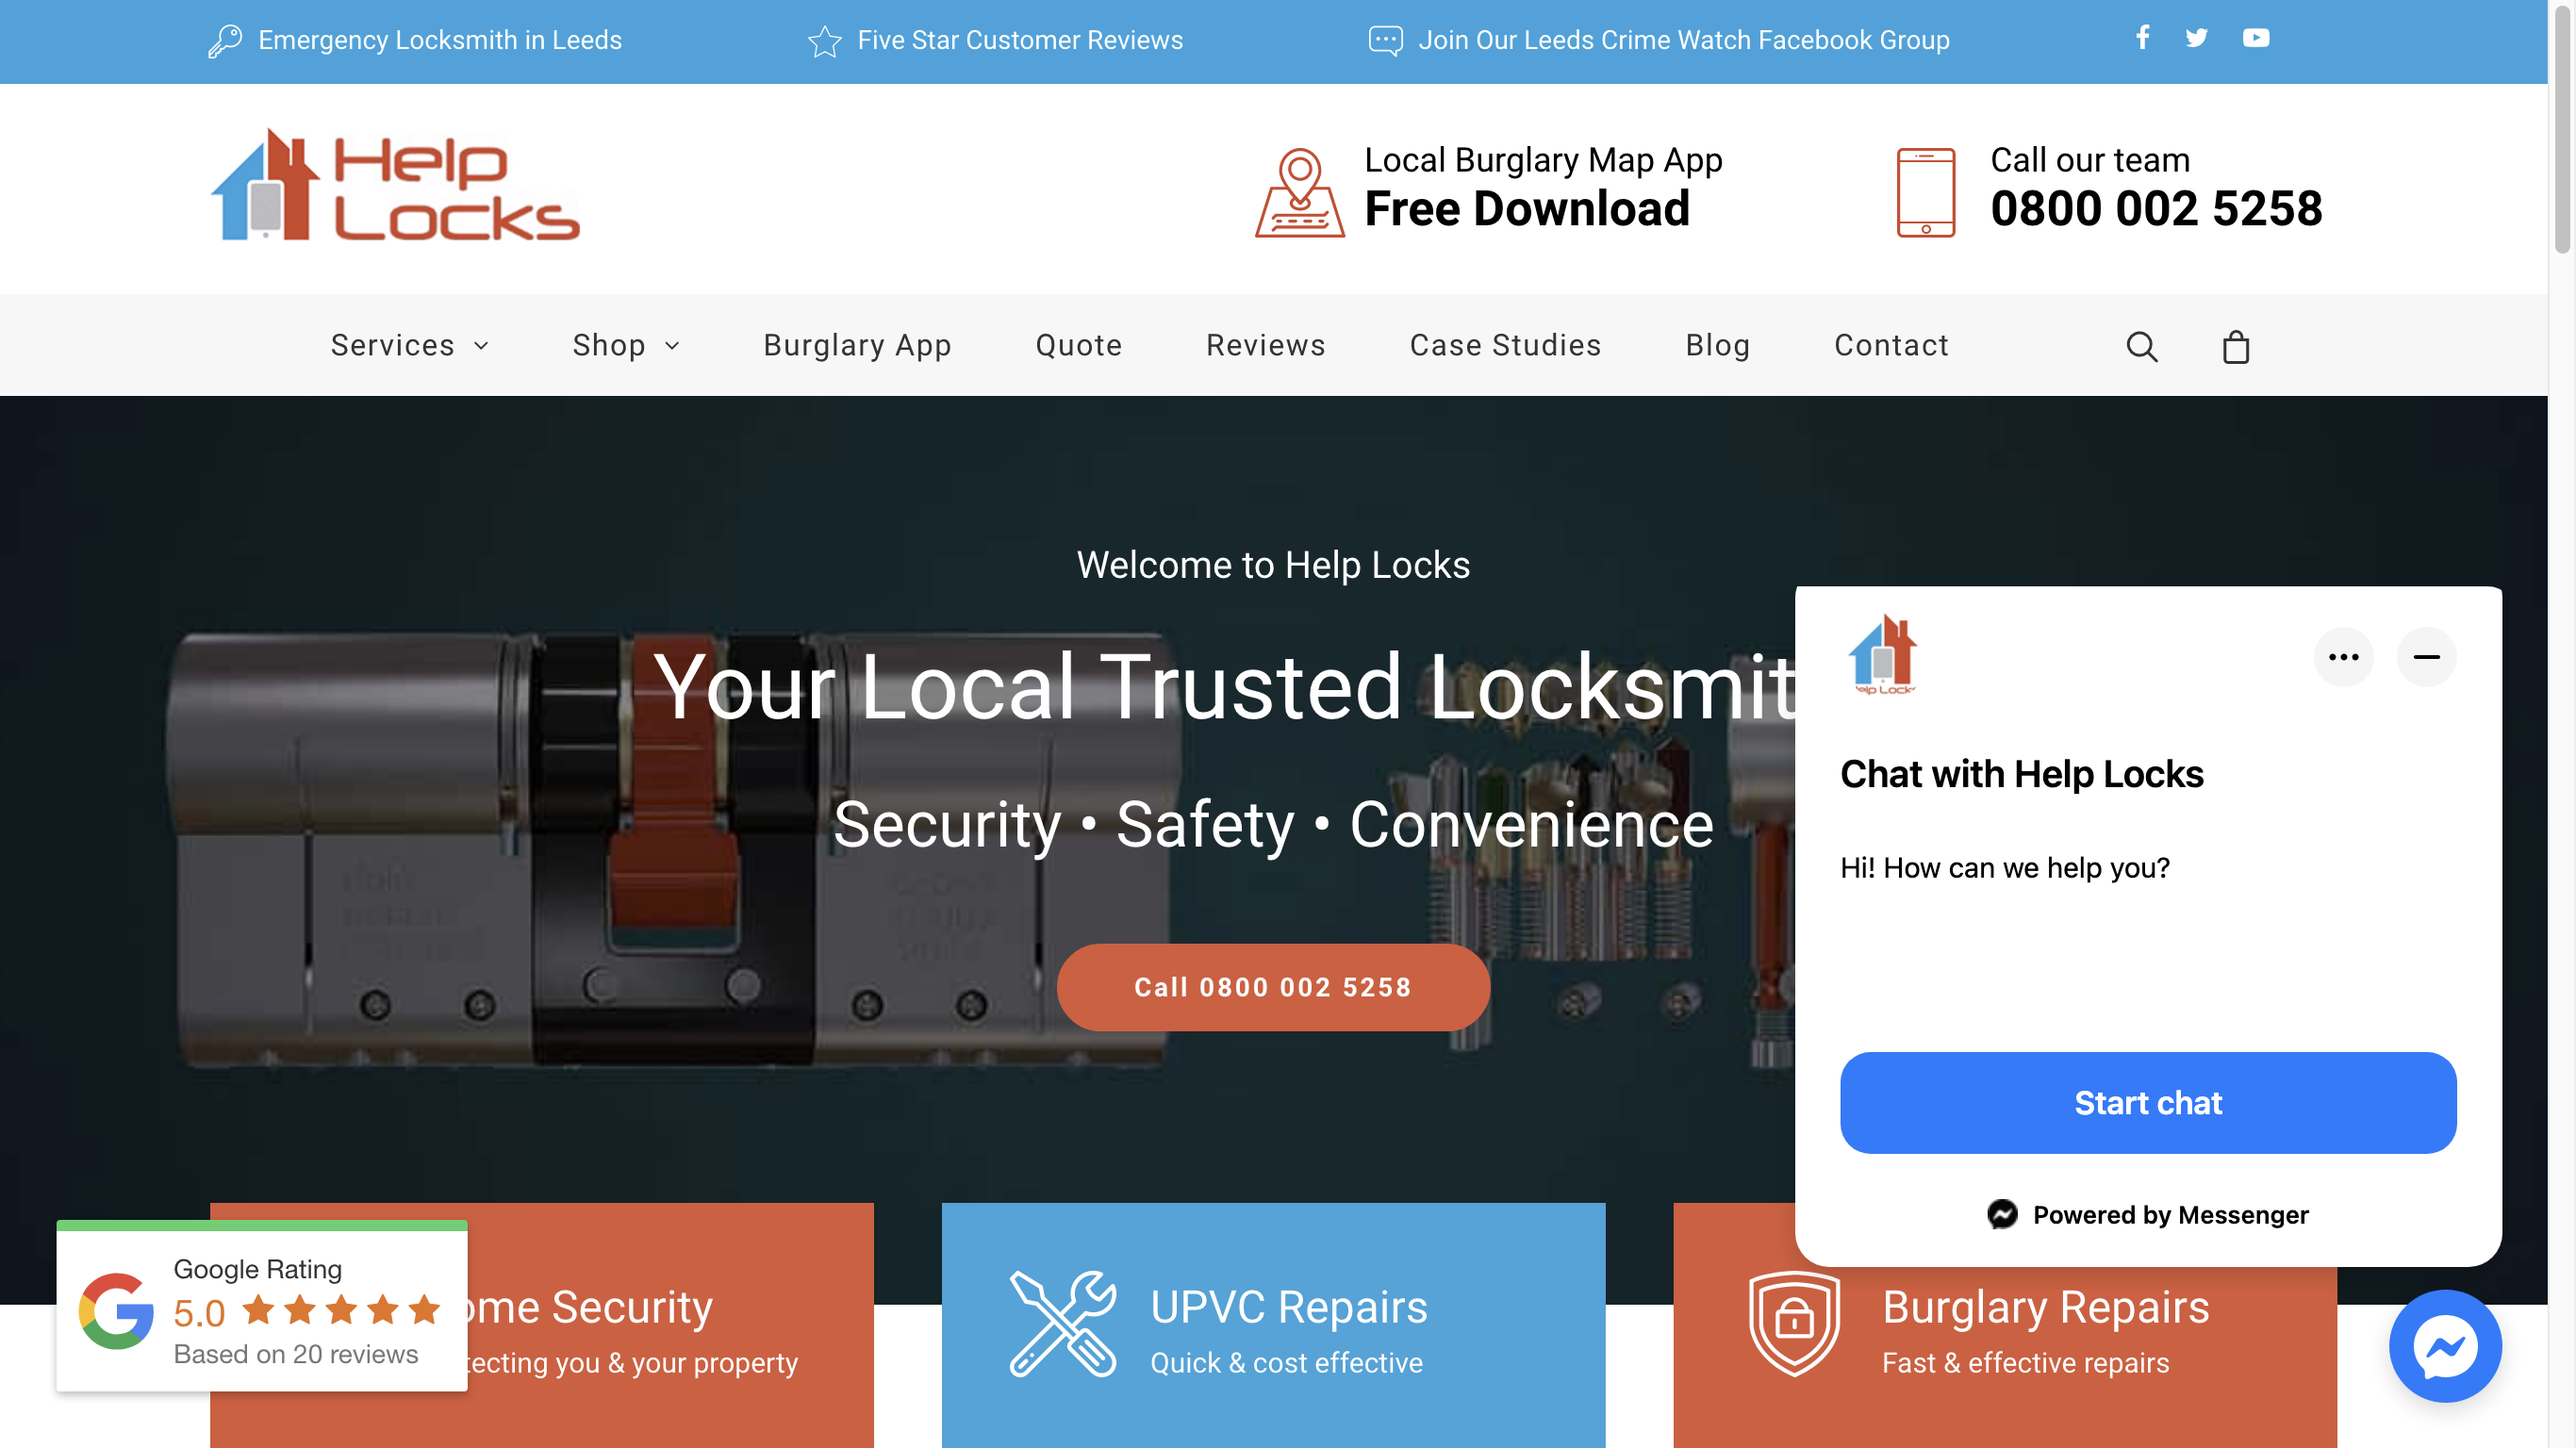 Emergency Locksmith in Leeds
Five Star Customer Reviews
Join Our Leeds Crime Watch Facebook Group
Help
Locks
Local Burglary Map App
Free Download
Call our team
0800 002 5258
Services
Shop
Burglary App
Quote
Reviews
Case Studies
Blog
Contact
Welcome to Help Locks
Your Local Trusted Locksmit
Security • Safety • Convenience
Call 0800 002 5258
Chat with Help Locks
Hi! How can we help you?
Start chat
Powered by Messenger
Google Rating
5.0
Based on 20 reviews
ome Security
tecting you & your property
UPVC Repairs
Quick & cost effective
Burglary Repairs
Fast & effective repairs